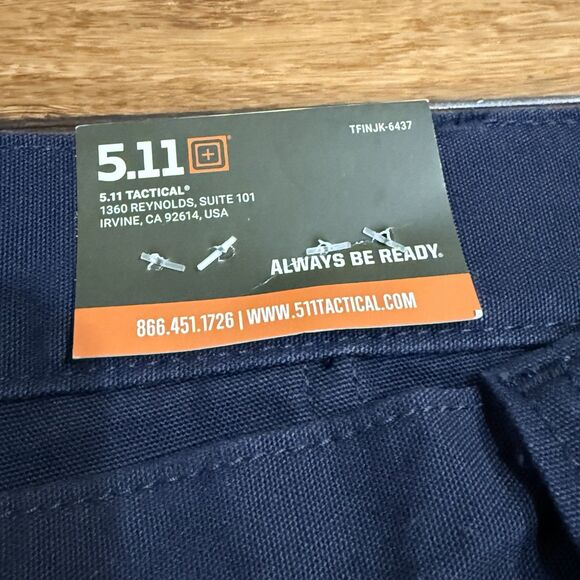 TFINJK-6437
5.11®
5.11 TACTICAL®
1360 REYNOLDS, SUITE 101
IRVINE, CA 92614, USA
ALWAYS BE READY.®
866.451.1726 | WWW.511TACTICAL.COM